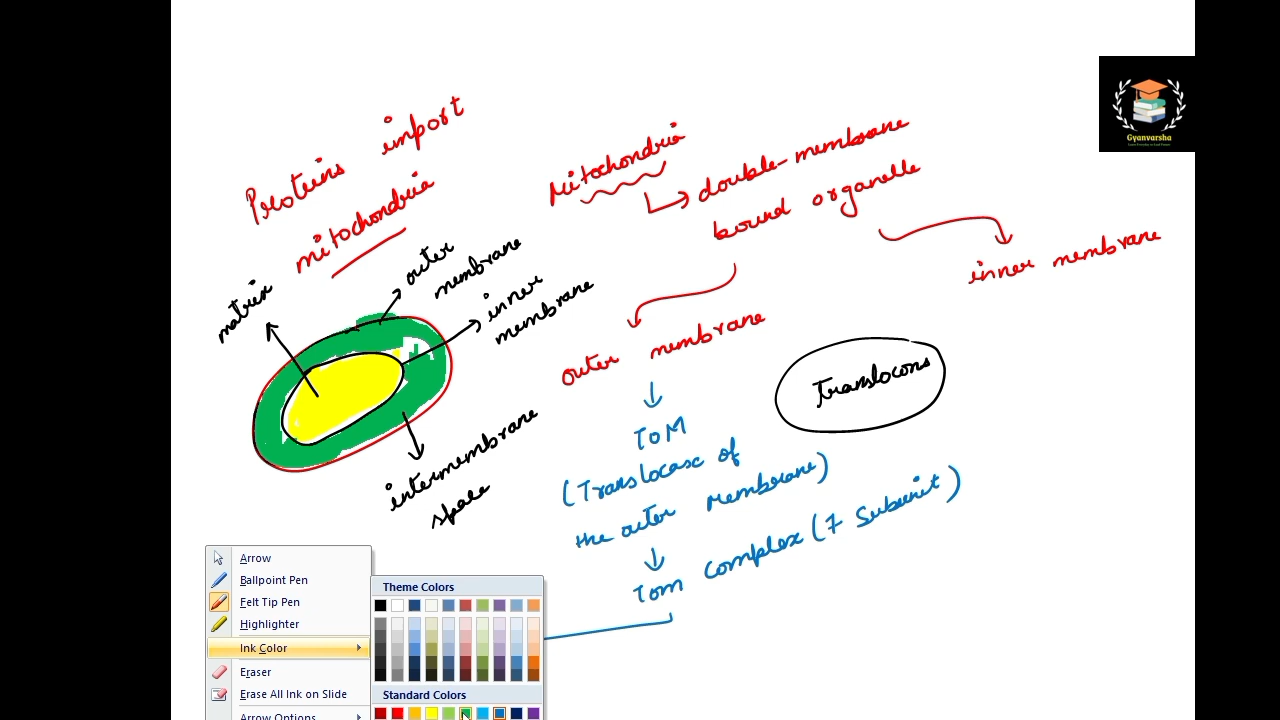 Proteins import
mitochondria
Mitochondria
double-membrane
bound organelle
inner membrane
outer membrane
matrix
outer
membrane
inner
membrane
intermembrane
space
Translocons
TOM
(Translocase of
the outer membrane)
Tom complex (7 Subunit)
Gyanvarsha
Arrow
Ballpoint Pen
Felt Tip Pen
Highlighter
Ink Color
Eraser
Erase All Ink on Slide
Arrow Options
Theme Colors
Standard Colors